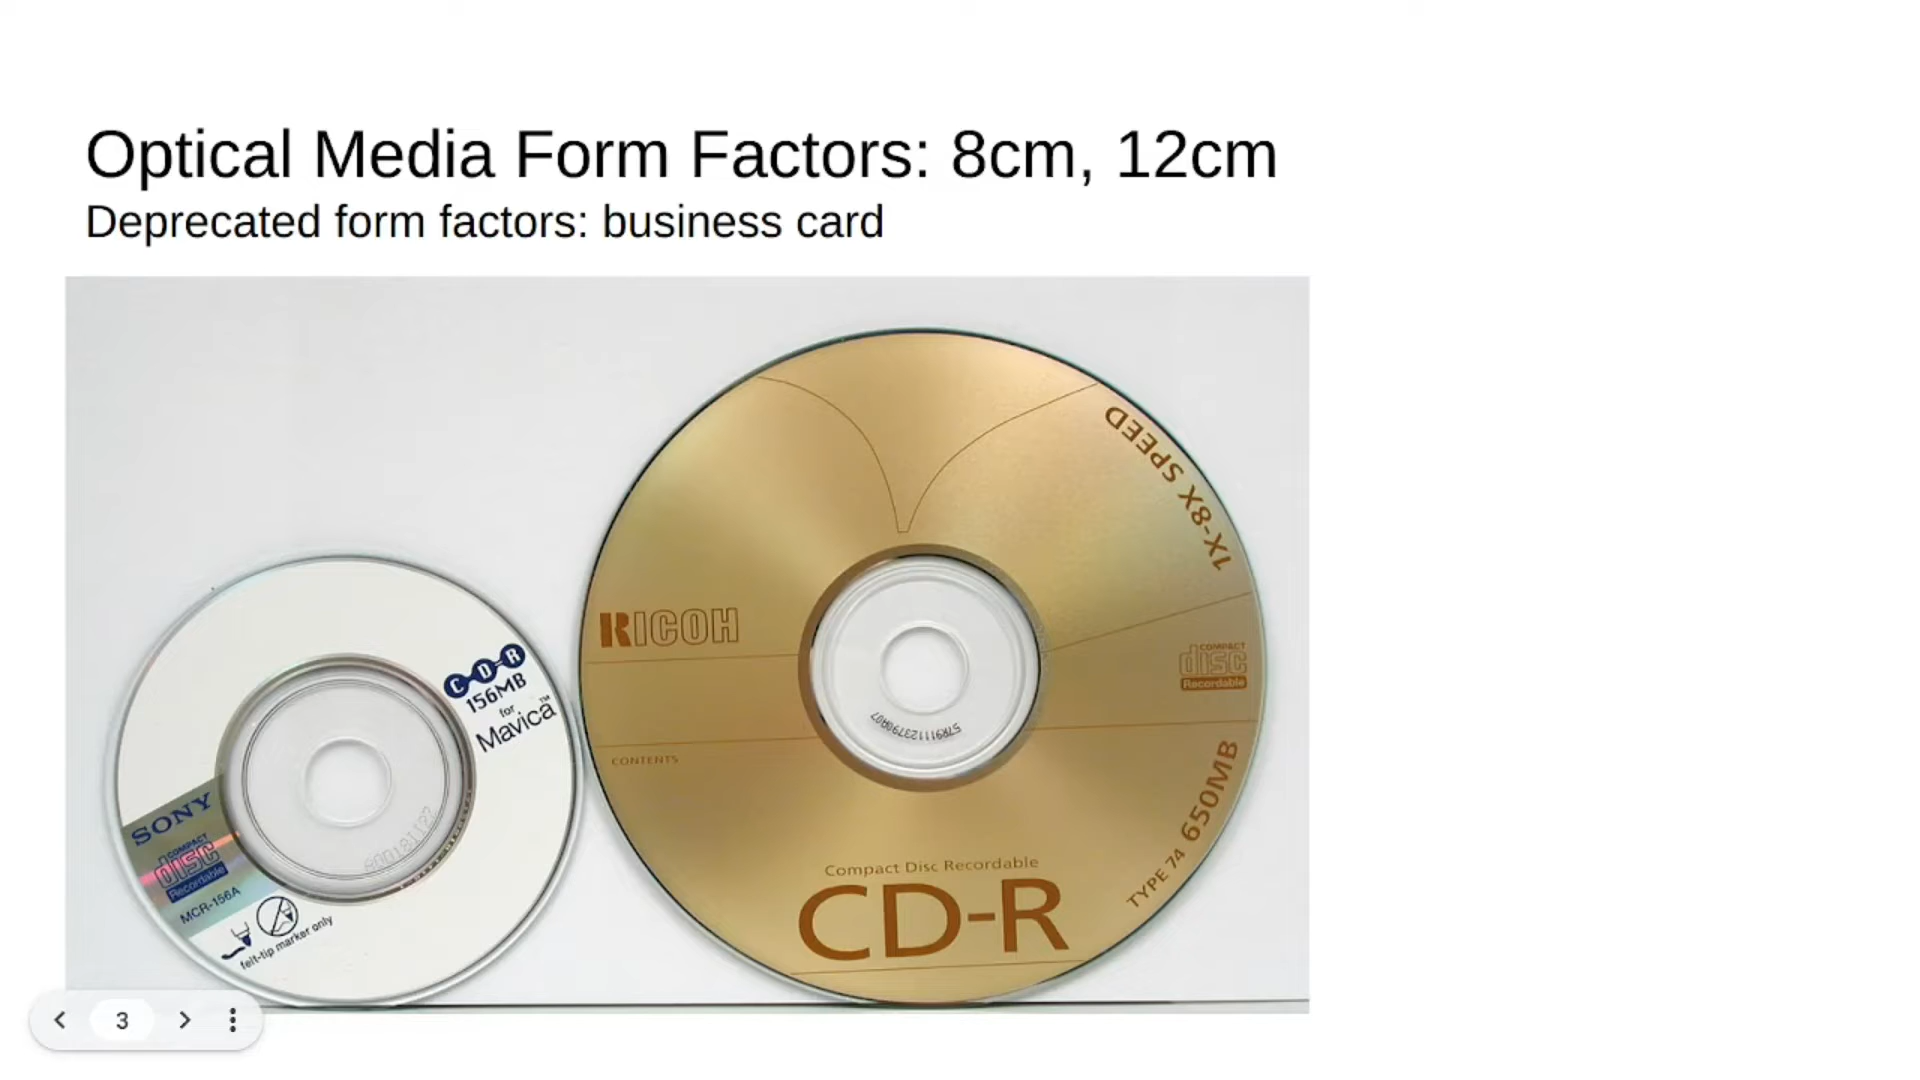 Optical Media Form Factors: 8cm, 12cm
Deprecated form factors: business card
C-D-R
156MB
for
Mavica™
SONY
COMPACT
disc
Recordable
MCR-156A
felt-tip marker only
1X-8X SPEED
RICOH
COMPACT
disc
Recordable
CONTENTS
TYPE 74 650MB
Compact Disc Recordable
CD-R
3